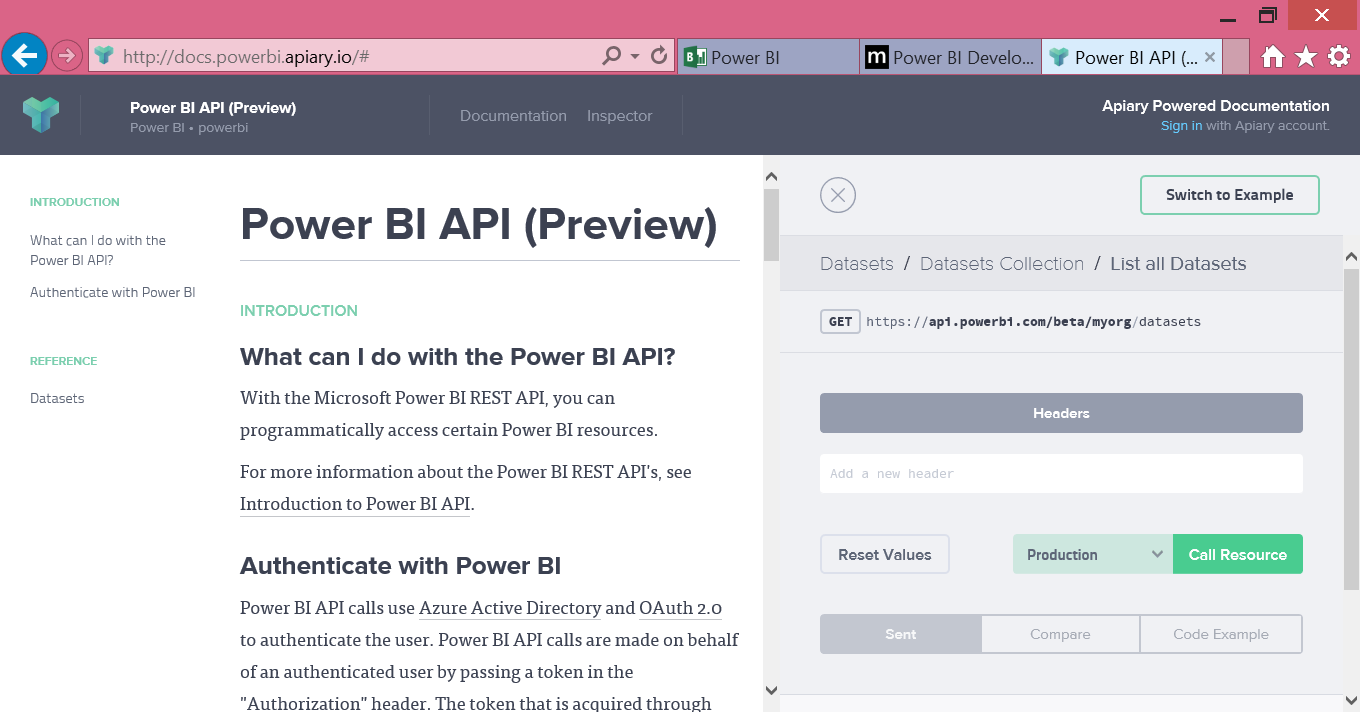 http://docs.powerbi.apiary.io/#
Power BI
Power BI Develo...
Power BI API (...
Power BI API (Preview)
Power BI • powerbi
Documentation
Inspector
Apiary Powered Documentation
Sign in with Apiary account.
INTRODUCTION
What can I do with the
Power BI API?
Authenticate with Power BI
REFERENCE
Datasets
Power BI API (Preview)
INTRODUCTION
What can I do with the Power BI API?
With the Microsoft Power BI REST API, you can
programmatically access certain Power BI resources.
For more information about the Power BI REST API's, see
Introduction to Power BI API.
Authenticate with Power BI
Power BI API calls use Azure Active Directory and OAuth 2.0
to authenticate the user. Power BI API calls are made on behalf
of an authenticated user by passing a token in the
"Authorization" header. The token that is acquired through
Switch to Example
Datasets / Datasets Collection / List all Datasets
GET https://api.powerbi.com/beta/myorg/datasets
Headers
Add a new header
Reset Values
Production
Call Resource
Sent
Compare
Code Example